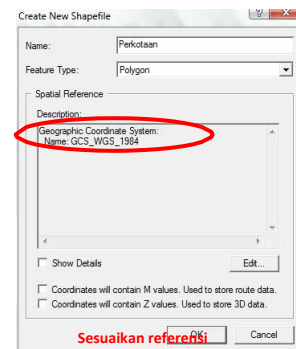 Create New Shapefile
Name: Perkotaan
Feature Type: Polygon
Spatial Reference
Description:
Geographic Coordinate System:
Name: GCS_WGS_1984
Show Details
Edit...
Coordinates will contain M values. Used to store route data.
Coordinates will contain Z values. Used to store 3D data.
Sesuaikan referensi
OK
Cancel